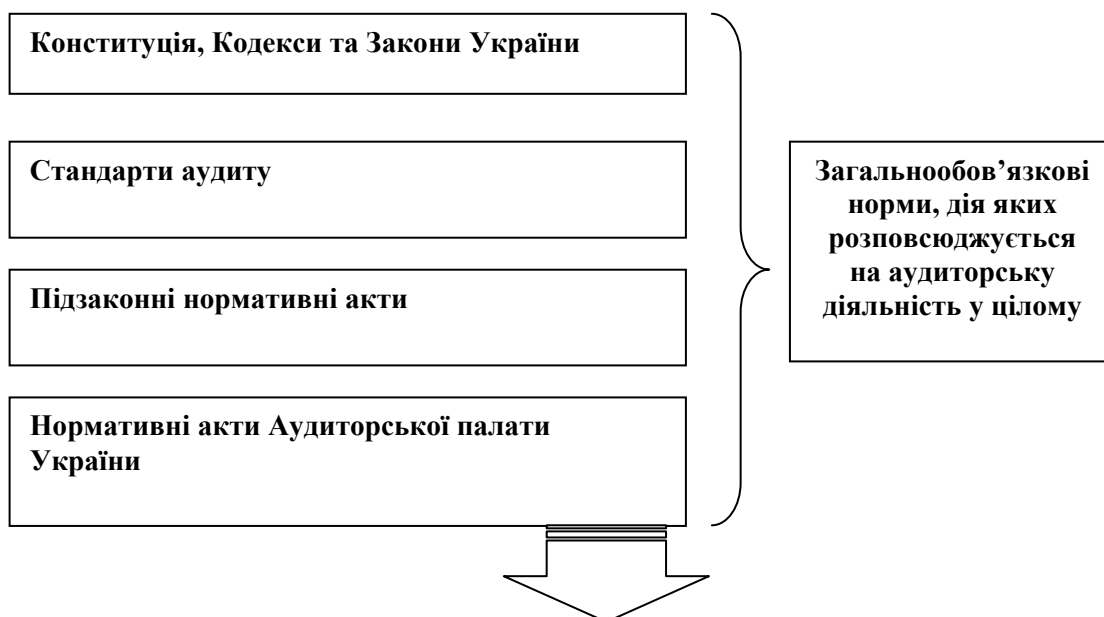 Конституція, Кодекси та Закони України
Стандарти аудиту
Підзаконні нормативні акти
Нормативні акти Аудиторської палати
України
Загальнообов’язкові
норми, дія яких
розповсюджується
на аудиторську
діяльність у цілому